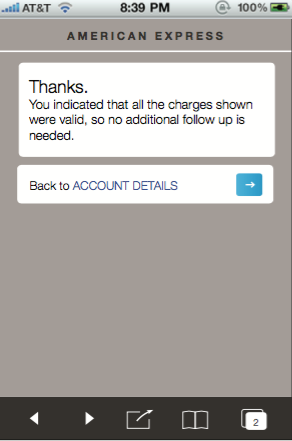 AT&T 8:39 PM 100%
AMERICAN EXPRESS
Thanks.
You indicated that all the charges shown
were valid, so no additional follow up is
needed.
Back to ACCOUNT DETAILS
2